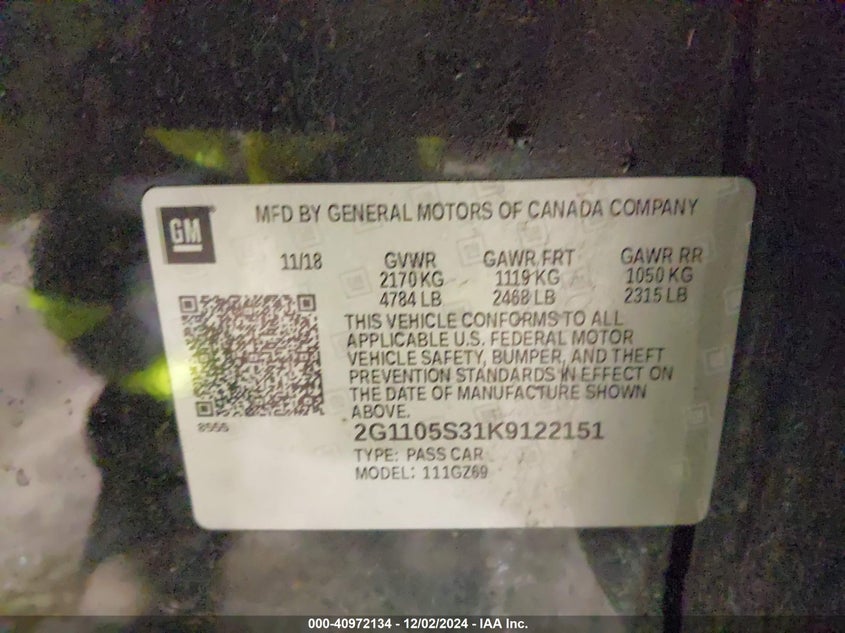 GM
MFD BY GENERAL MOTORS OF CANADA COMPANY
11/18 GVWR GAWR FRT GAWR RR
2170 KG 1119 KG 1050 KG
4784 LB 2468 LB 2315 LB
THIS VEHICLE CONFORMS TO ALL
APPLICABLE U.S. FEDERAL MOTOR
VEHICLE SAFETY, BUMPER, AND THEFT
PREVENTION STANDARDS IN EFFECT ON
THE DATE OF MANUFACTURE SHOWN
ABOVE.
2G1105S31K9122151
TYPE: PASS CAR
MODEL: 111GZ69
000-40972134 - 12/02/2024 - IAA Inc.